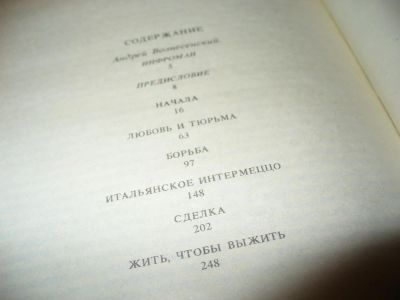 СОДЕРЖАНИЕ
Андрей Вознесенский.
ИНФРОМАН
5
ПРЕДИСЛОВИЕ
8
НАЧАЛА
16
ЛЮБОВЬ И ТЮРЬМА
63
БОРЬБА
97
ИТАЛЬЯНСКОЕ ИНТЕРМЕЦЦО
148
СДЕЛКА
202
ЖИТЬ, ЧТОБЫ ВЫЖИТЬ
248